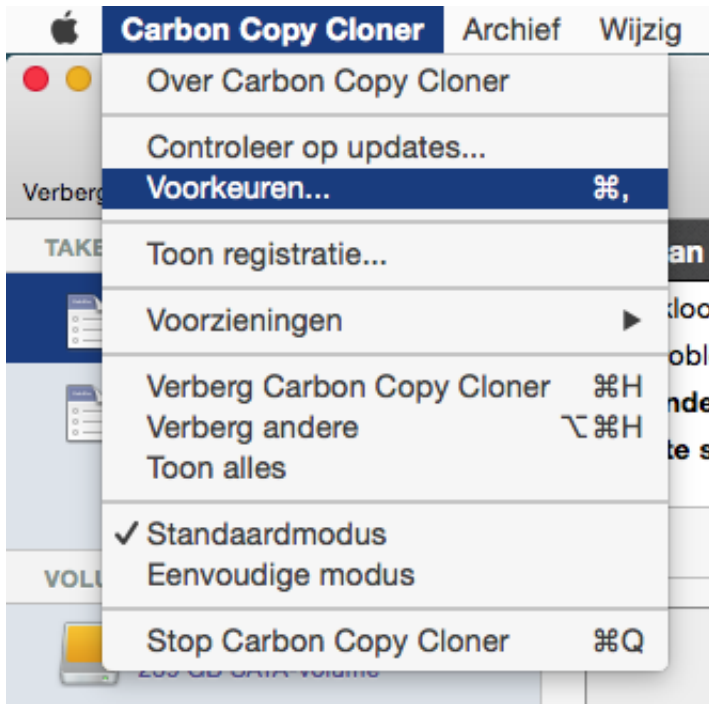 Carbon Copy Cloner Archief Wijzig
Over Carbon Copy Cloner
Controleer op updates...
Voorkeuren... ⌘,
Toon registratie...
Voorzieningen ▶
Verberg Carbon Copy Cloner ⌘H
Verberg andere ⌥⌘H
Toon alles
✓ Standaardmodus
Eenvoudige modus
Stop Carbon Copy Cloner ⌘Q